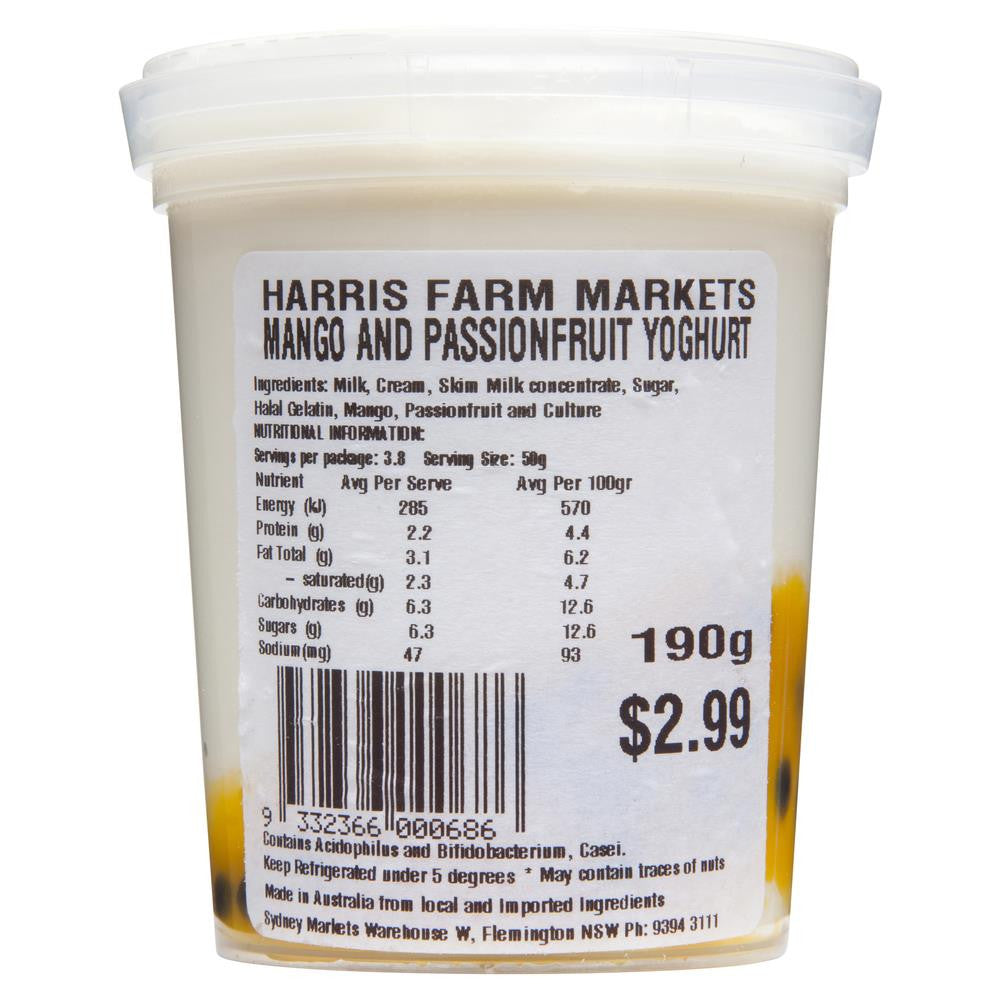 HARRIS FARM MARKETS
MANGO AND PASSIONFRUIT YOGHURT
Ingredients: Milk, Cream, Skim Milk concentrate, Sugar,
Halal Gelatin, Mango, Passionfruit and Culture
NUTRITIONAL INFORMATION:
Servings per package: 3.8 Serving Size: 50g
Nutrient Avg Per Serve Avg Per 100gr
Energy (kJ) 285 570
Protein (g) 2.2 4.4
Fat Total (g) 3.1 6.2
- saturated(g) 2.3 4.7
Carbohydrates (g) 6.3 12.6
Sugars (g) 6.3 12.6
Sodium(mg) 47 93
190g
$2.99
9 332366 000686
Contains Acidophilus and Bifidobacterium, Casei.
Keep Refrigerated under 5 degrees * May contain traces of nuts
Made in Australia from local and Imported Ingredients
Sydney Markets Warehouse W, Flemington NSW Ph: 9394 3111